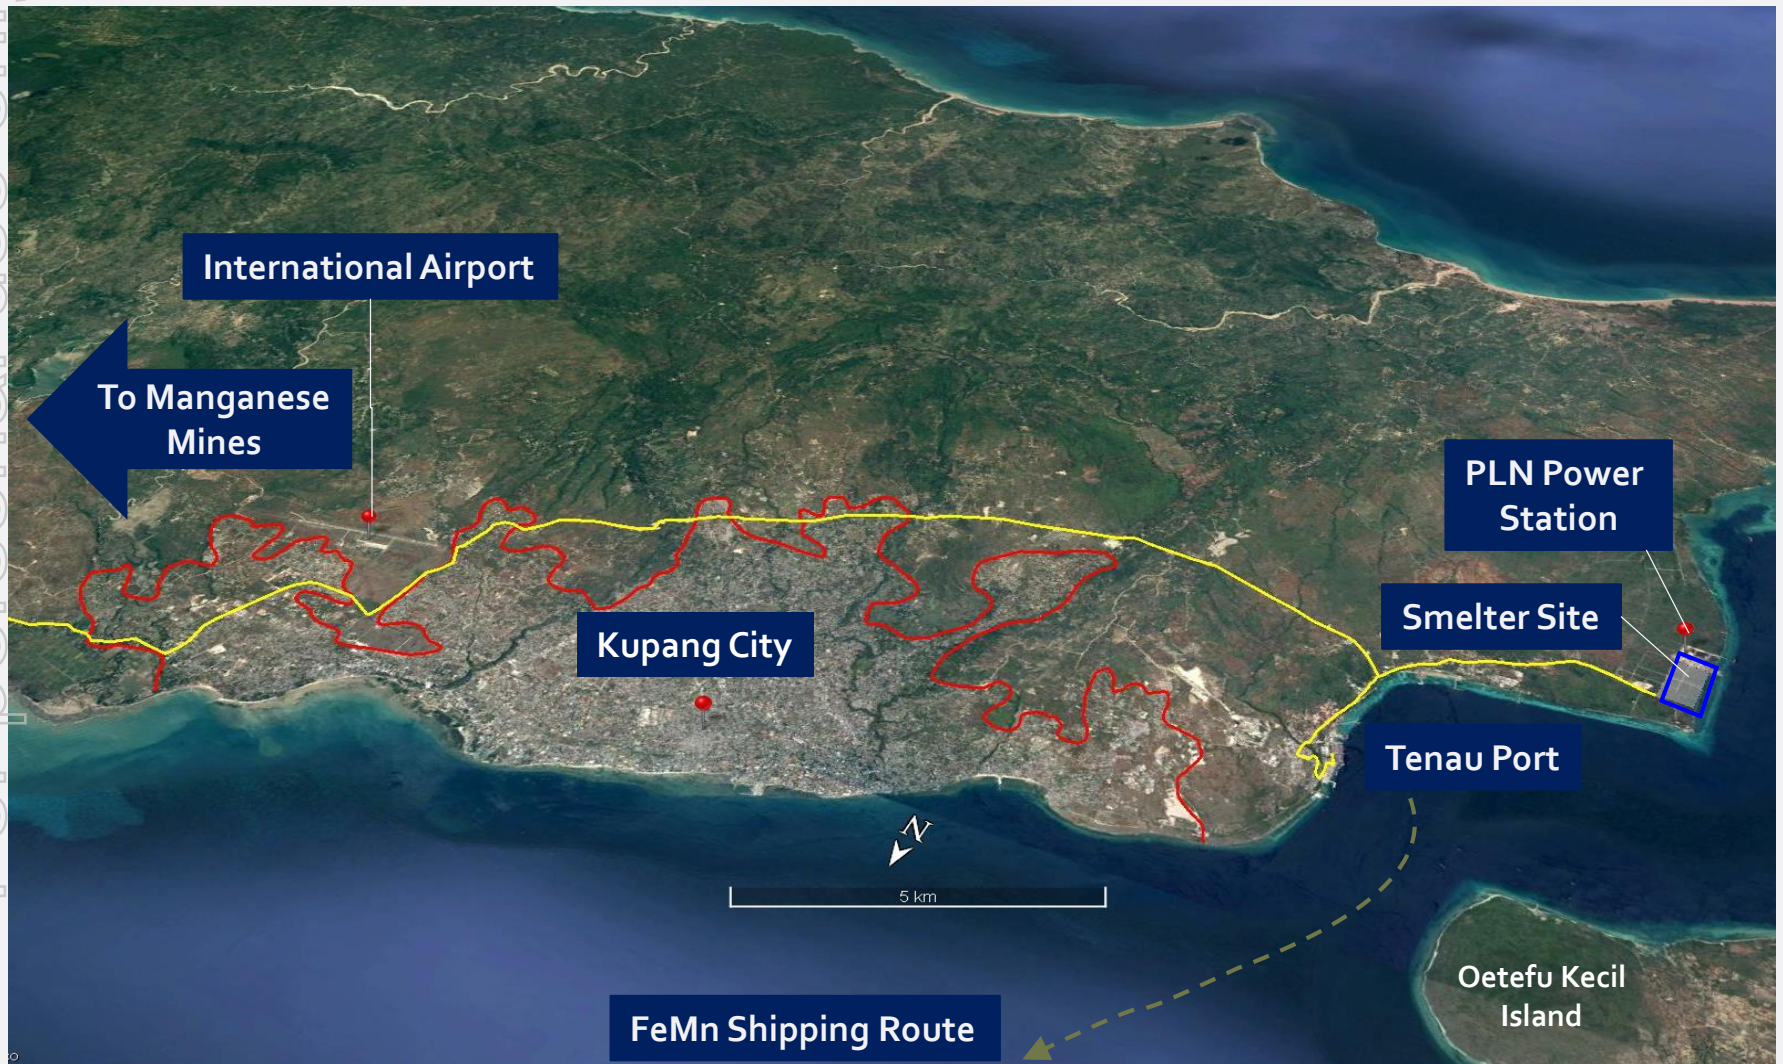 International Airport
To Manganese
Mines
PLN Power
Station
Smelter Site
Kupang City
Tenau Port
N
5 km
Oetefu Kecil
Island
FeMn Shipping Route